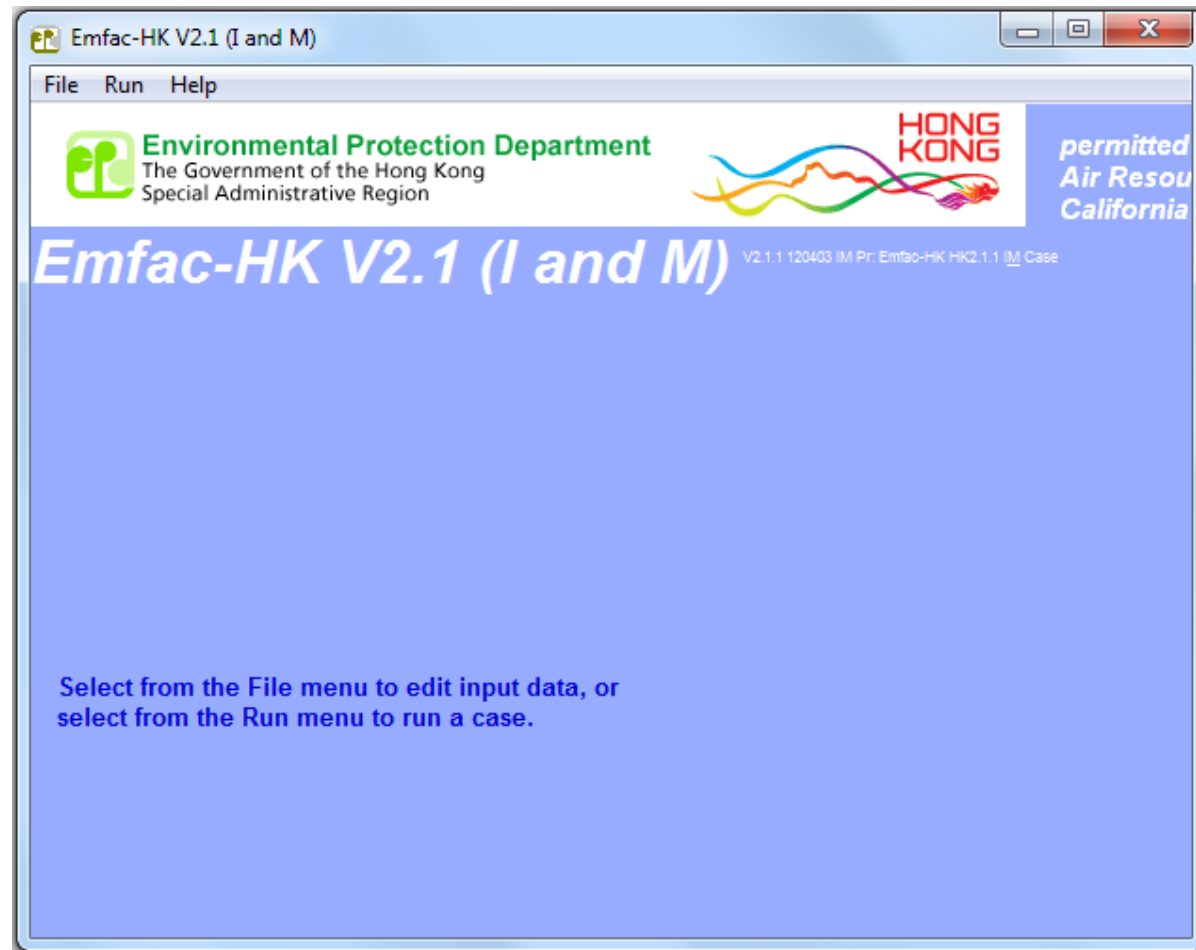 Emfac-HK V2.1 (I and M)
File Run Help
Environmental Protection Department
The Government of the Hong Kong
Special Administrative Region
HONG
KONG
permitted
Air Resou
California
Emfac-HK V2.1 (I and M)
V2.1.1 120403 IM Pr: Emfac-HK HK2.1.1 IM Case
Select from the File menu to edit input data, or
select from the Run menu to run a case.